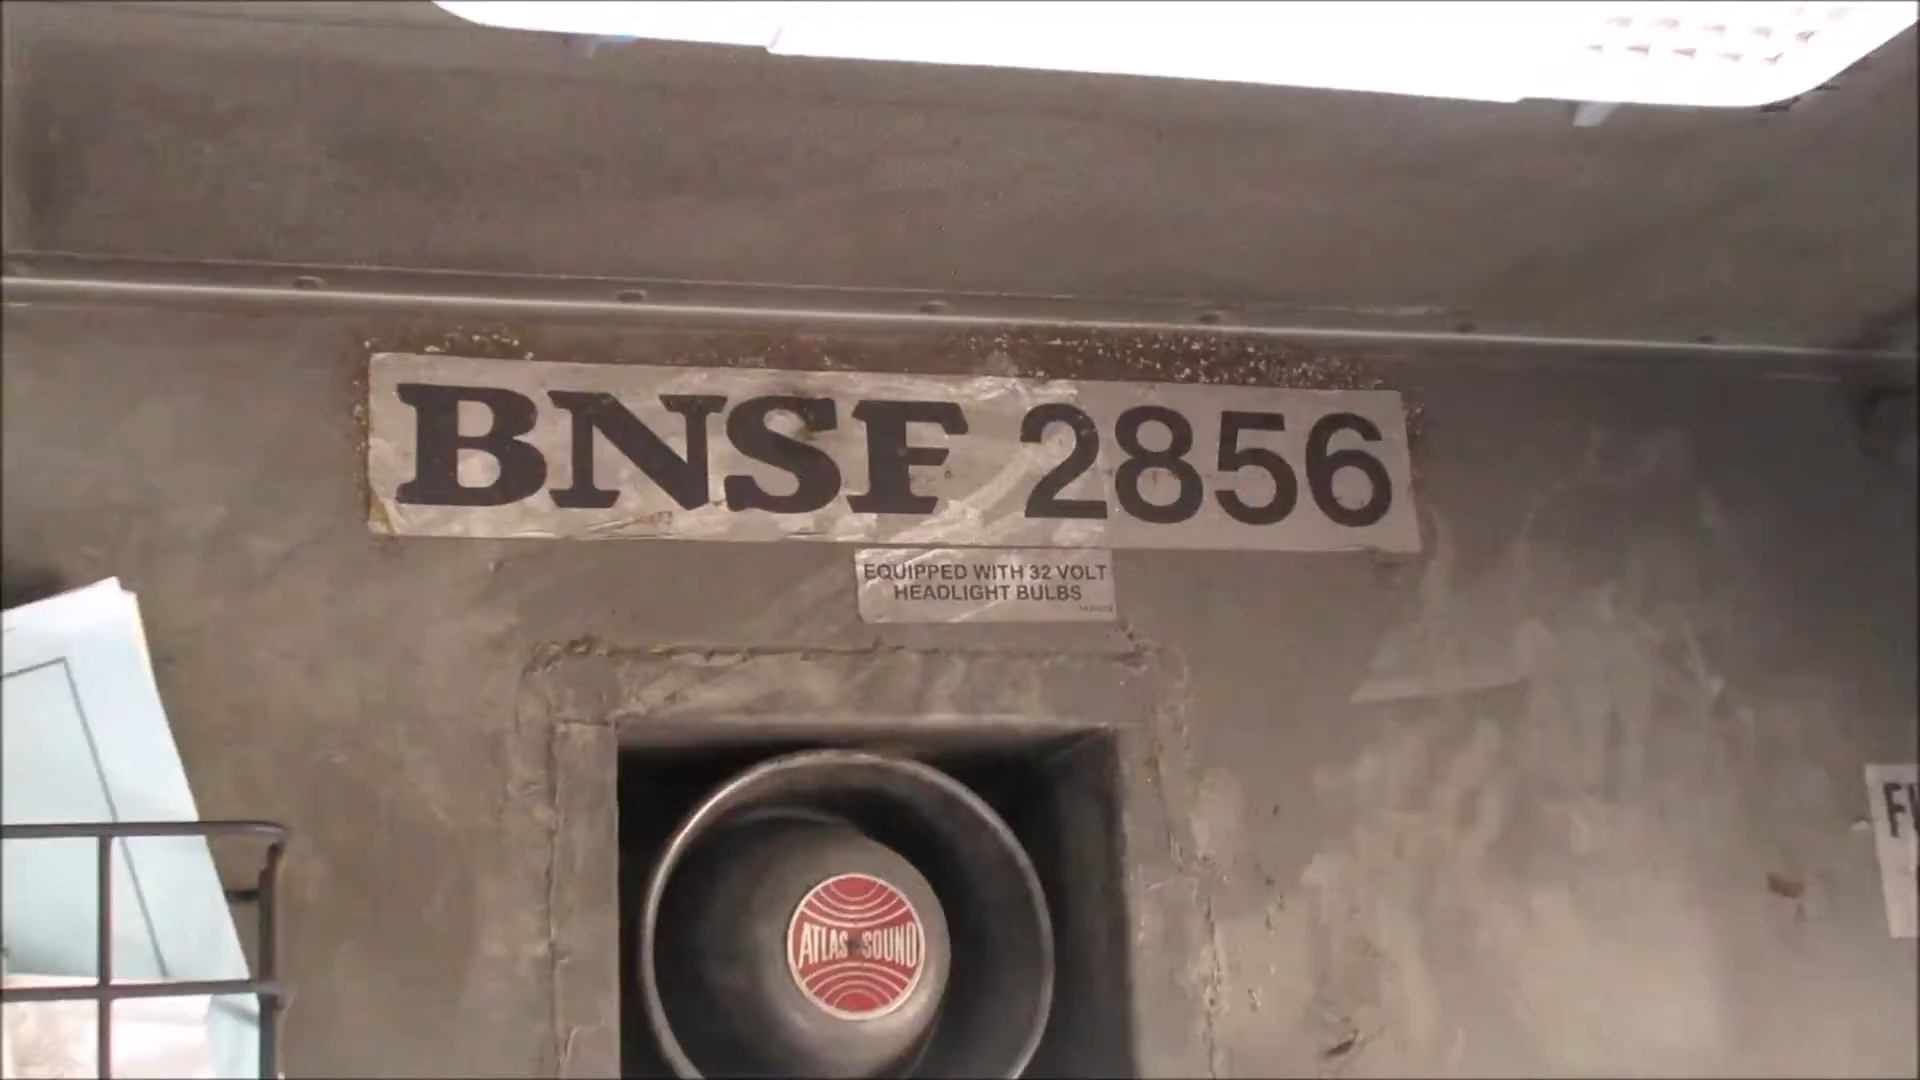 BNSF 2856
EQUIPPED WITH 32 VOLT
HEADLIGHT BULBS
ATLAS SOUND